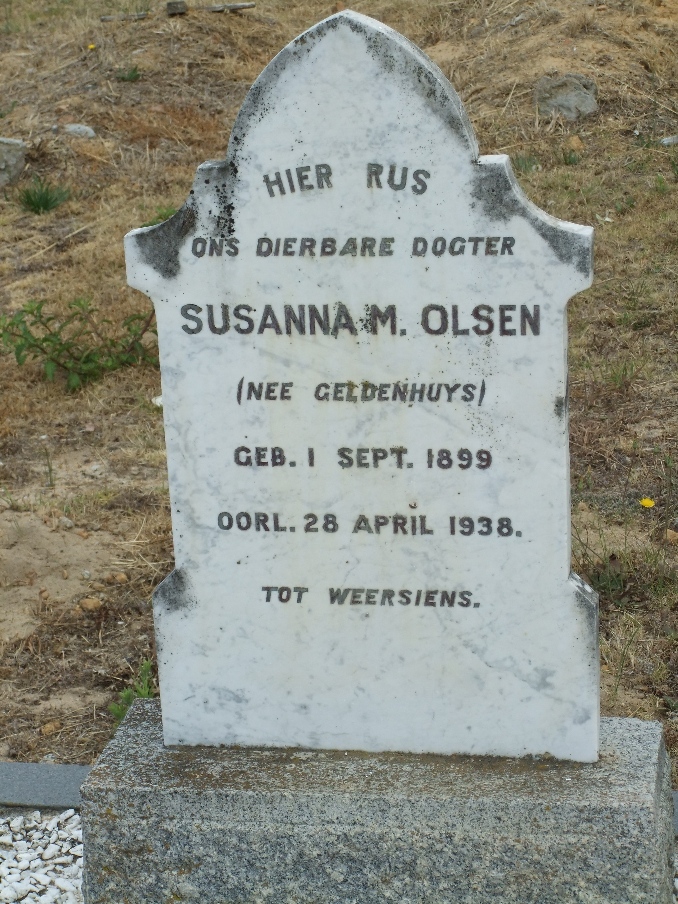 HIER RUS
ONS DIERBARE DOGTER
SUSANNA M. OLSEN
(NEE GELDENHUYS)
GEB. 1 SEPT. 1899
OORL. 28 APRIL 1938.
TOT WEERSIENS.